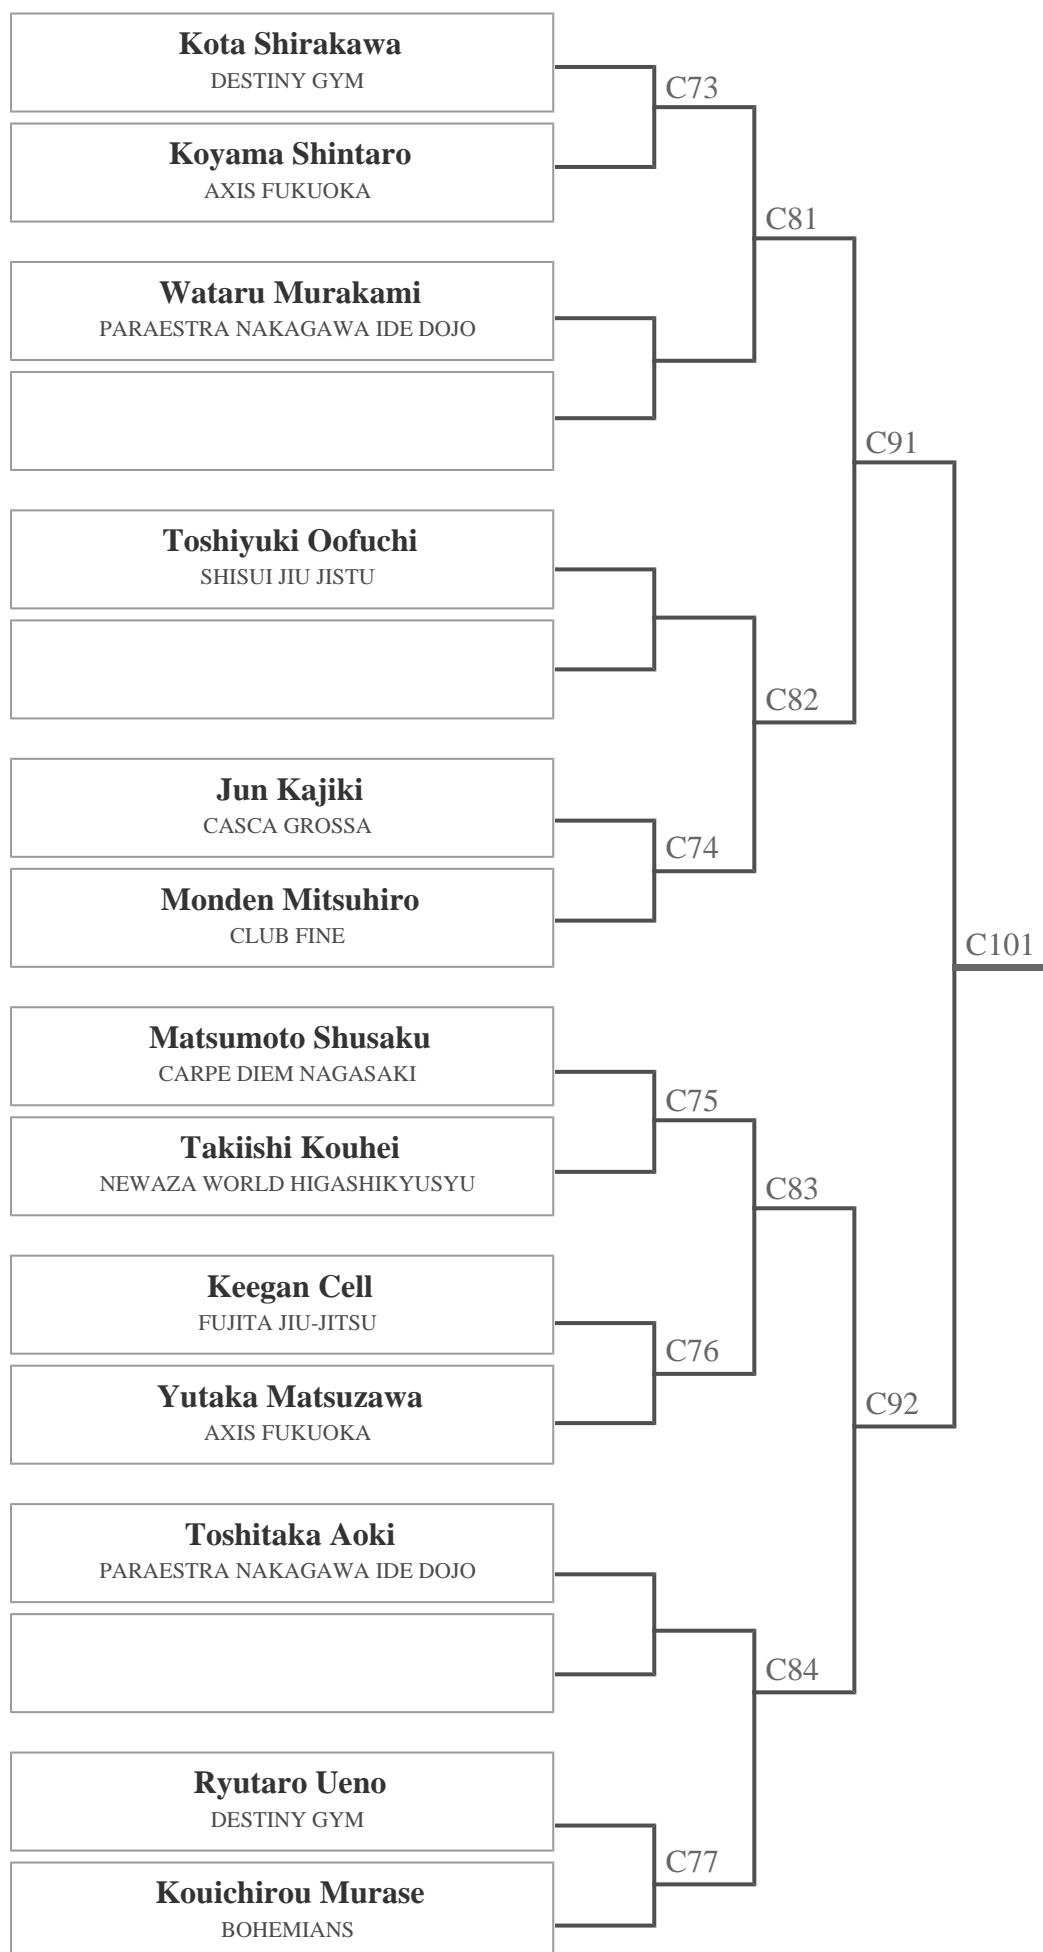 Kota Shirakawa
DESTINY GYM
C73
Koyama Shintaro
AXIS FUKUOKA
C81
Wataru Murakami
PARAESTRA NAKAGAWA IDE DOJO
C91
Toshiyuki Oofuchi
SHISUI JIU JISTU
C82
Jun Kajiki
CASCA GROSSA
C74
Monden Mitsuhiro
CLUB FINE
C101
Matsumoto Shusaku
CARPE DIEM NAGASAKI
C75
Takiishi Kouhei
NEWAZA WORLD HIGASHIKYUSYU
C83
Keegan Cell
FUJITA JIU-JITSU
C76
Yutaka Matsuzawa
AXIS FUKUOKA
C92
Toshitaka Aoki
PARAESTRA NAKAGAWA IDE DOJO
C84
Ryutaro Ueno
DESTINY GYM
C77
Kouichirou Murase
BOHEMIANS